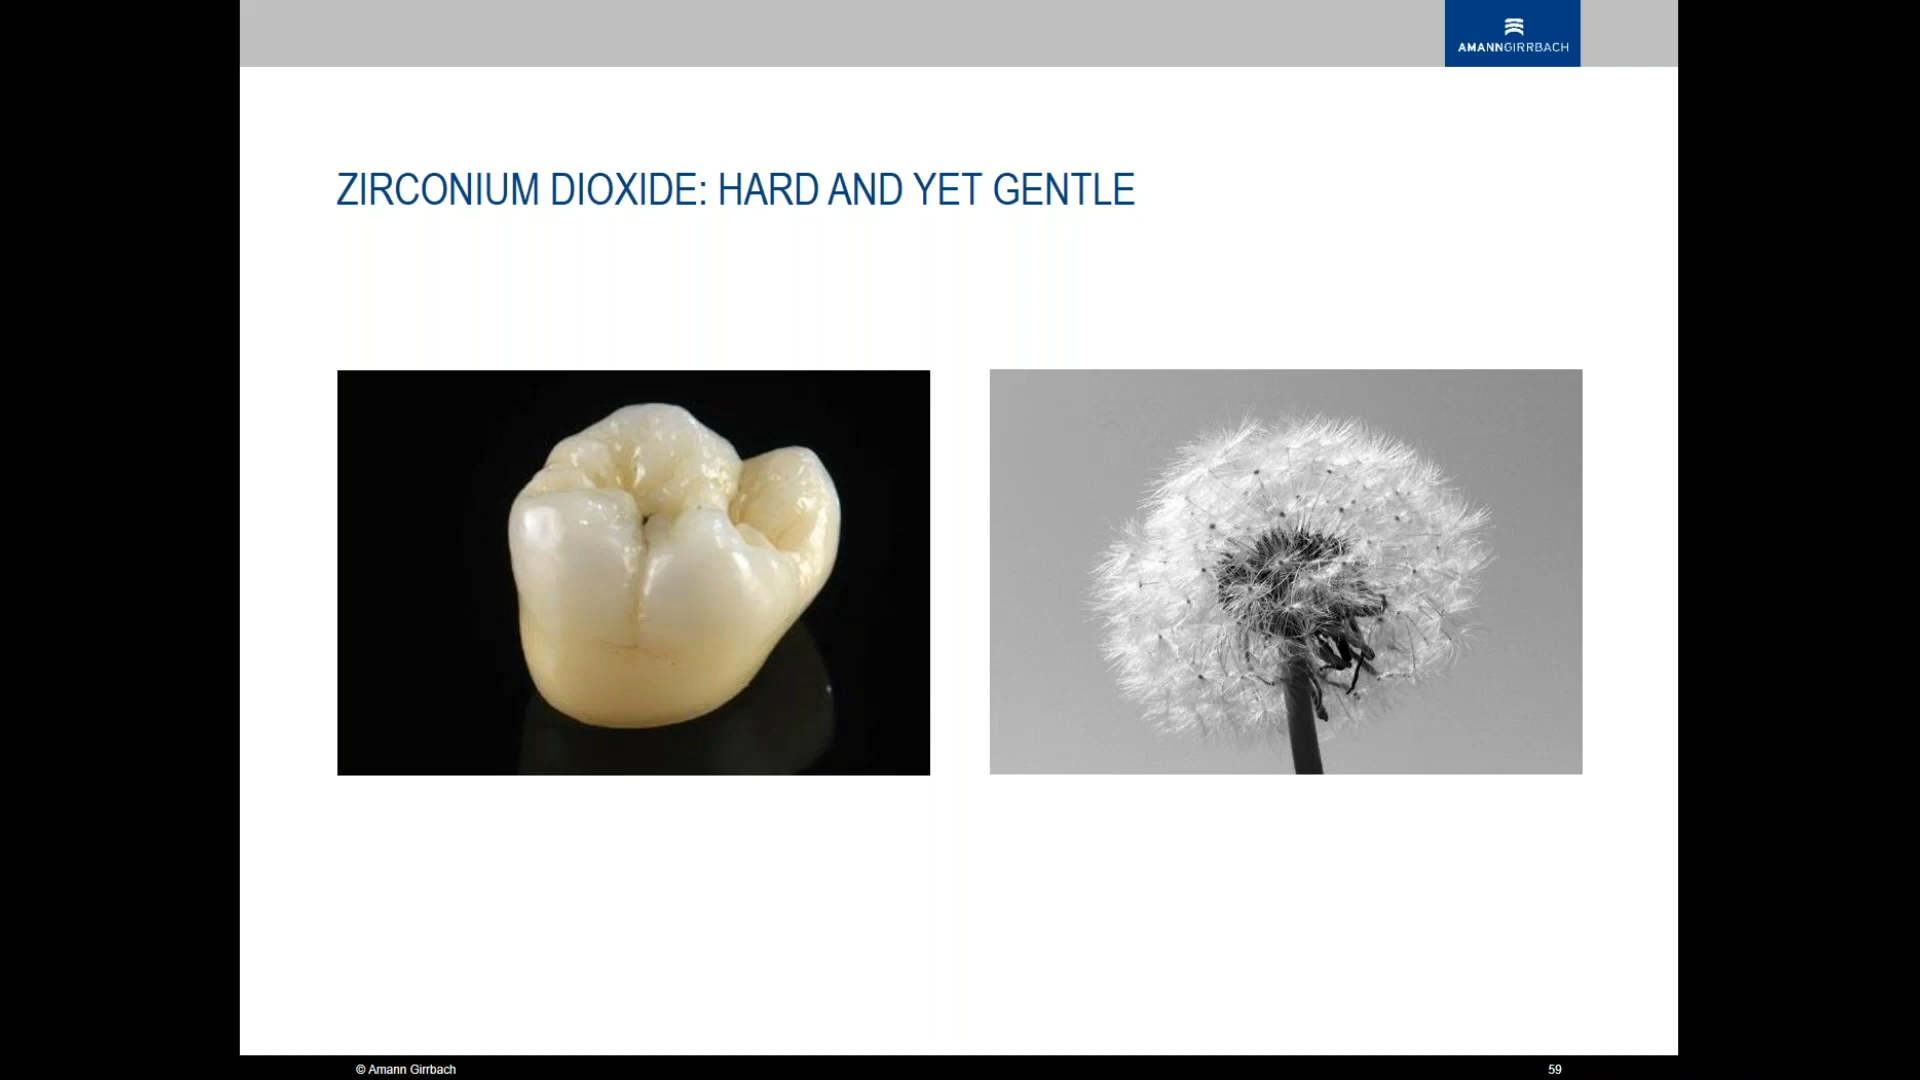 AMANNGIRRBACH
ZIRCONIUM DIOXIDE: HARD AND YET GENTLE
© Amann Girrbach
59